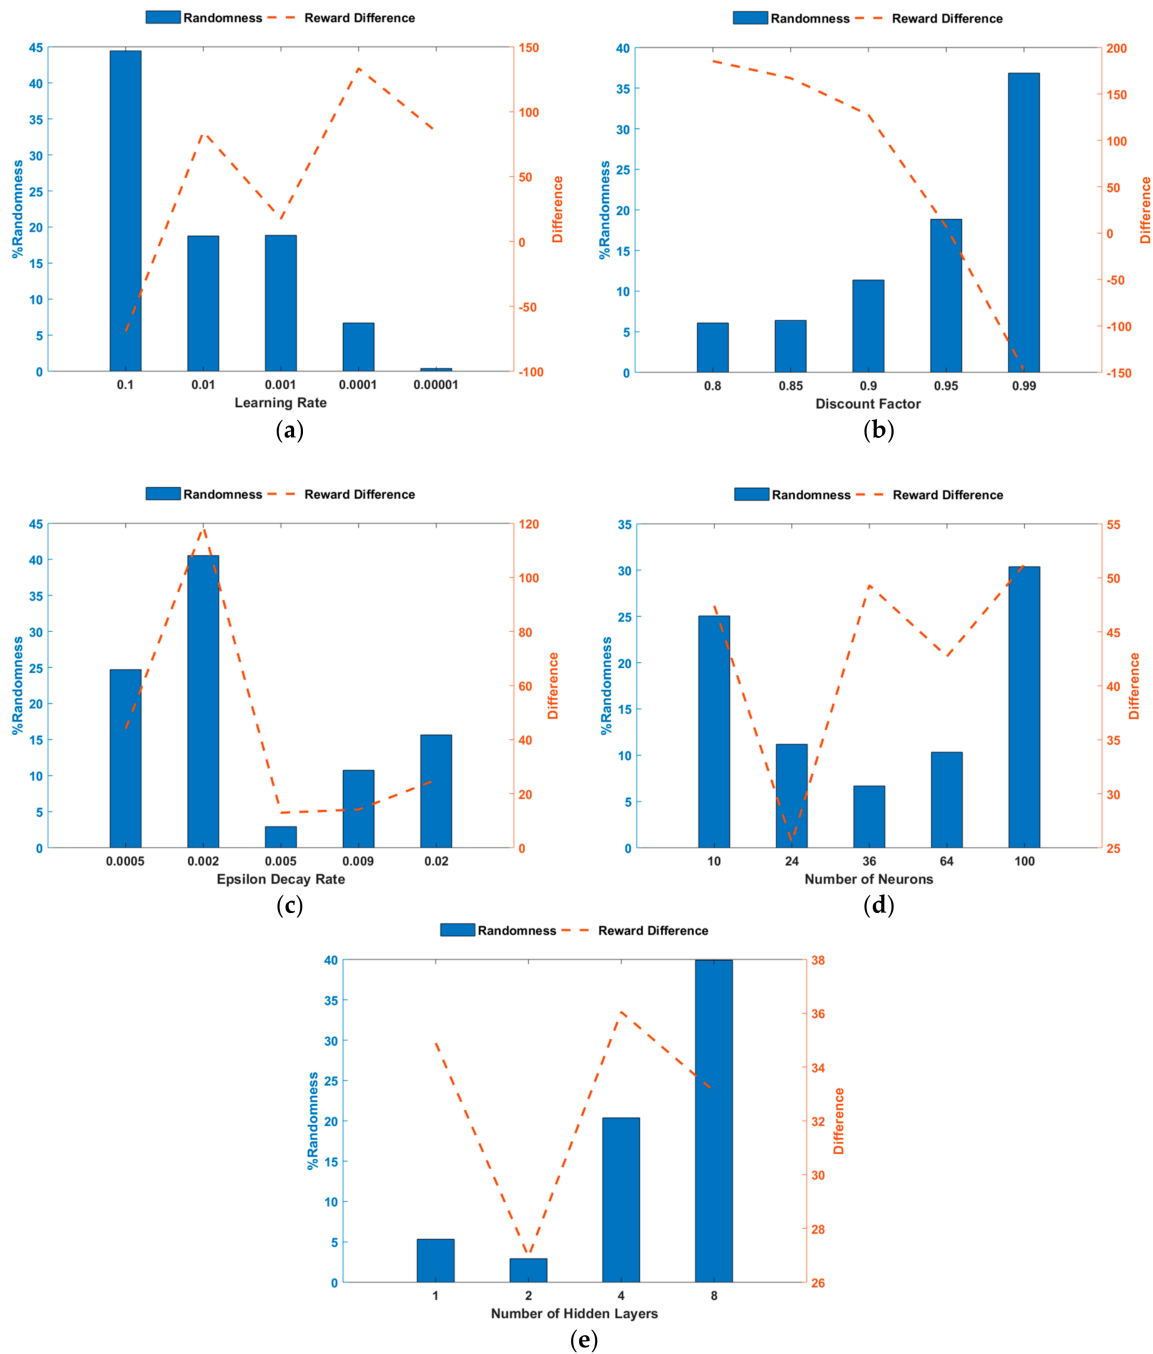 Randomness Reward Difference
45
40
35
30
25
20
15
10
5
0
%Randomness
150
100
50
0
-50
-100
Difference
0.1 0.01 0.001 0.0001 0.00001
Learning Rate
(a)
Randomness Reward Difference
40
35
30
25
20
15
10
5
0
%Randomness
200
150
100
50
0
-50
-100
-150
Difference
0.8 0.85 0.9 0.95 0.99
Discount Factor
(b)
Randomness Reward Difference
45
40
35
30
25
20
15
10
5
0
%Randomness
120
100
80
60
40
20
0
Difference
0.0005 0.002 0.005 0.009 0.02
Epsilon Decay Rate
(c)
Randomness Reward Difference
35
30
25
20
15
10
5
0
%Randomness
55
50
45
40
35
30
25
Difference
10 24 36 64 100
Number of Neurons
(d)
Randomness Reward Difference
40
35
30
25
20
15
10
5
0
%Randomness
38
36
34
32
30
28
26
Difference
1 2 4 8
Number of Hidden Layers
(e)